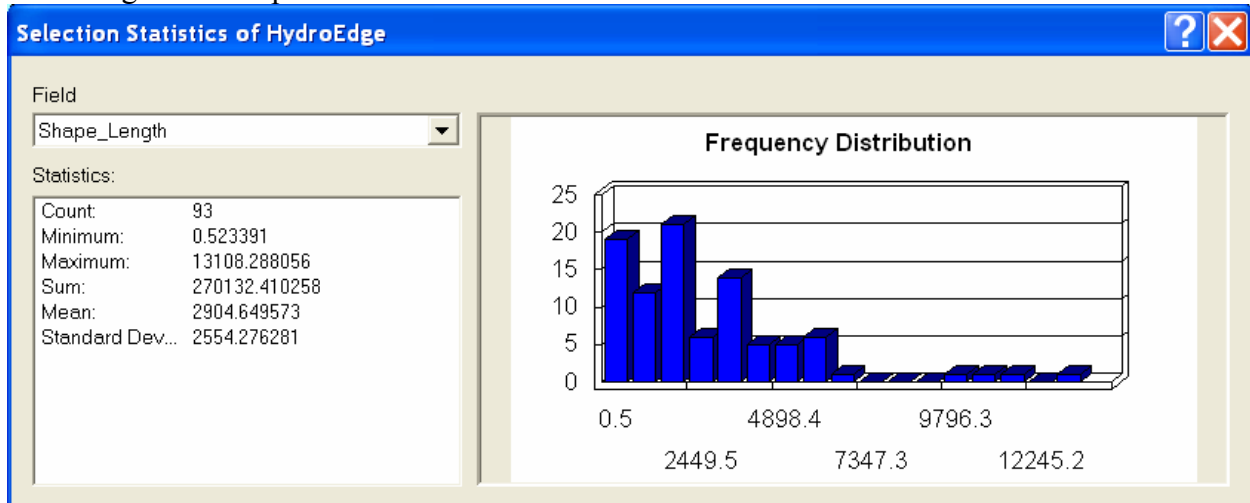 Selection Statistics of HydroEdge
Field
Shape_Length
Statistics:
Count: 93
Minimum: 0.523391
Maximum: 13108.288056
Sum: 270132.410258
Mean: 2904.649573
Standard Dev... 2554.276281
Frequency Distribution
25
20
15
10
5
0
0.5 4898.4 9796.3
2449.5 7347.3 12245.2